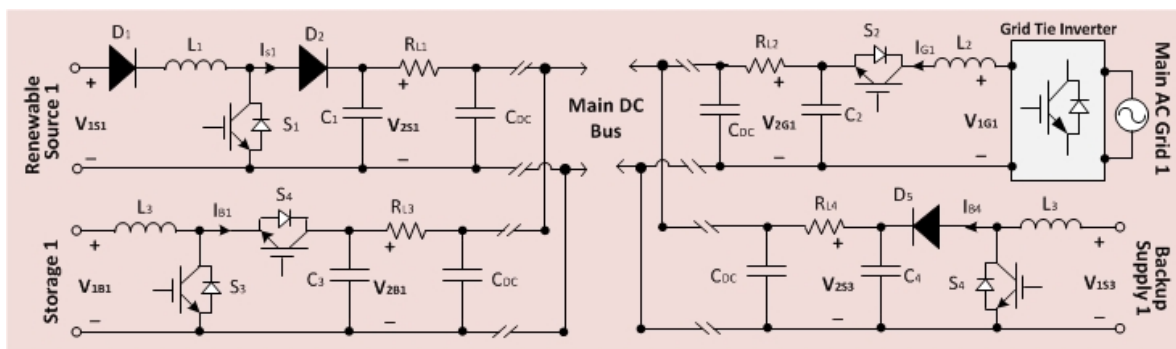 Renewable
Source 1
D1
L1
Is1
D2
RL1
+
V1S1
–
S1
C1
+
V2S1
–
CDC
Main DC
Bus
RL2
S2
IG1
L2
Grid Tie Inverter
Main AC Grid 1
CDC
+
V2G1
–
C2
+
V1G1
–
Storage 1
L3
IB1
S4
RL3
+
V1B1
–
S3
C3
+
V2B1
–
CDC
RL4
D5
IB4
L3
CDC
+
V2S3
–
C4
S4
+
V1S3
–
Backup
Supply 1